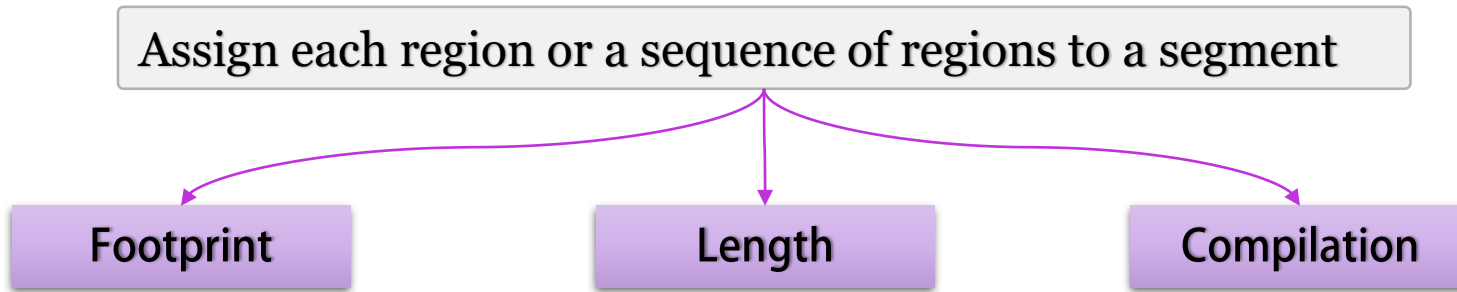 Assign each region or a sequence of regions to a segment
Footprint
Length
Compilation